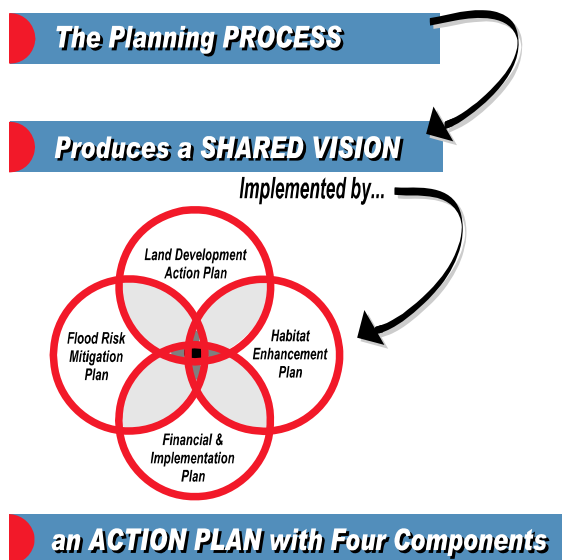 The Planning PROCESS
Produces a SHARED VISION
Implemented by...
Land Development
Action Plan
Flood Risk
Mitigation
Plan
Habitat
Enhancement
Plan
Financial &
Implementation
Plan
an ACTION PLAN with Four Components